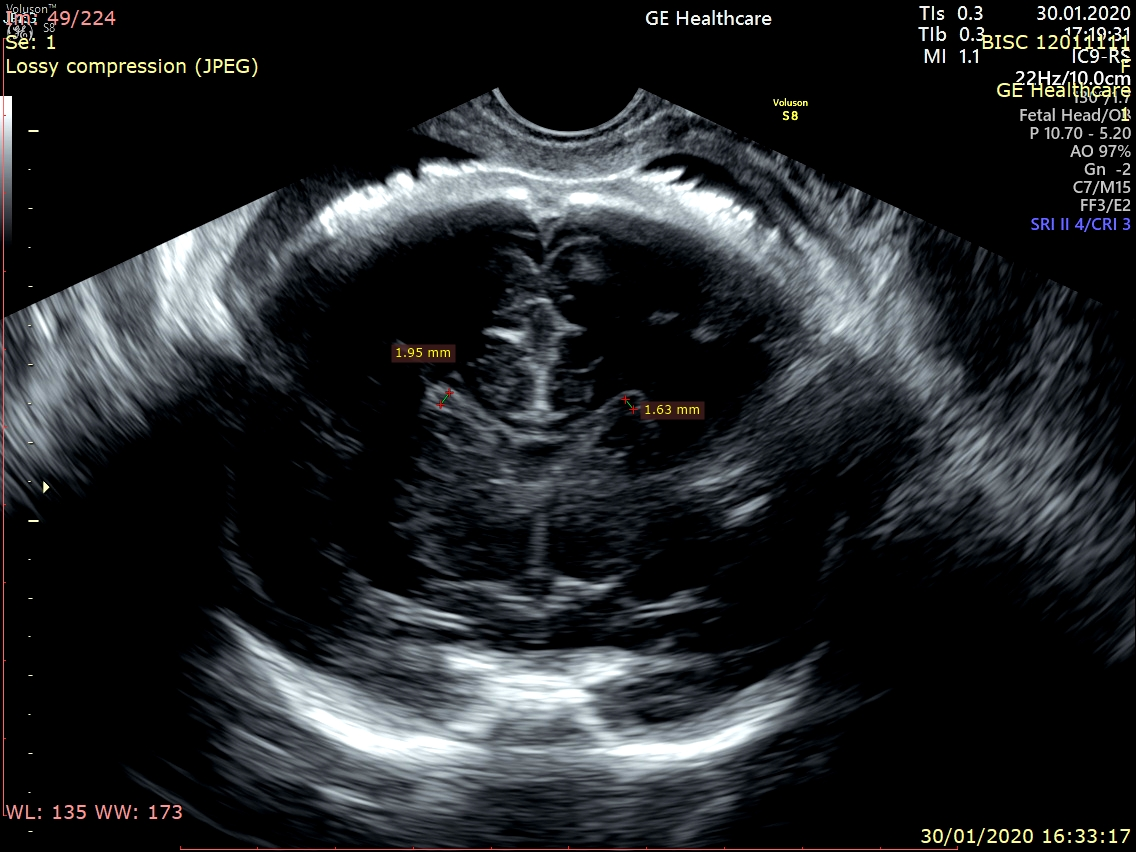 Voluson™
S8
Im: 49/224
Se: 1
Lossy compression (JPEG)
GE Healthcare
TIs 0.3
TIb 0.3
MI 1.1
30.01.2020
17:19:31
BISC 12011111
IC9-RS
F
22Hz/10.0cm
GE Healthcare
Fetal Head/OB
1
P 10.70 - 5.20
AO 97%
Gn -2
C7/M15
FF3/E2
SRI II 4/CRI 3
Voluson
S8
1.95 mm
1.63 mm
WL: 135 WW: 173
30/01/2020 16:33:17